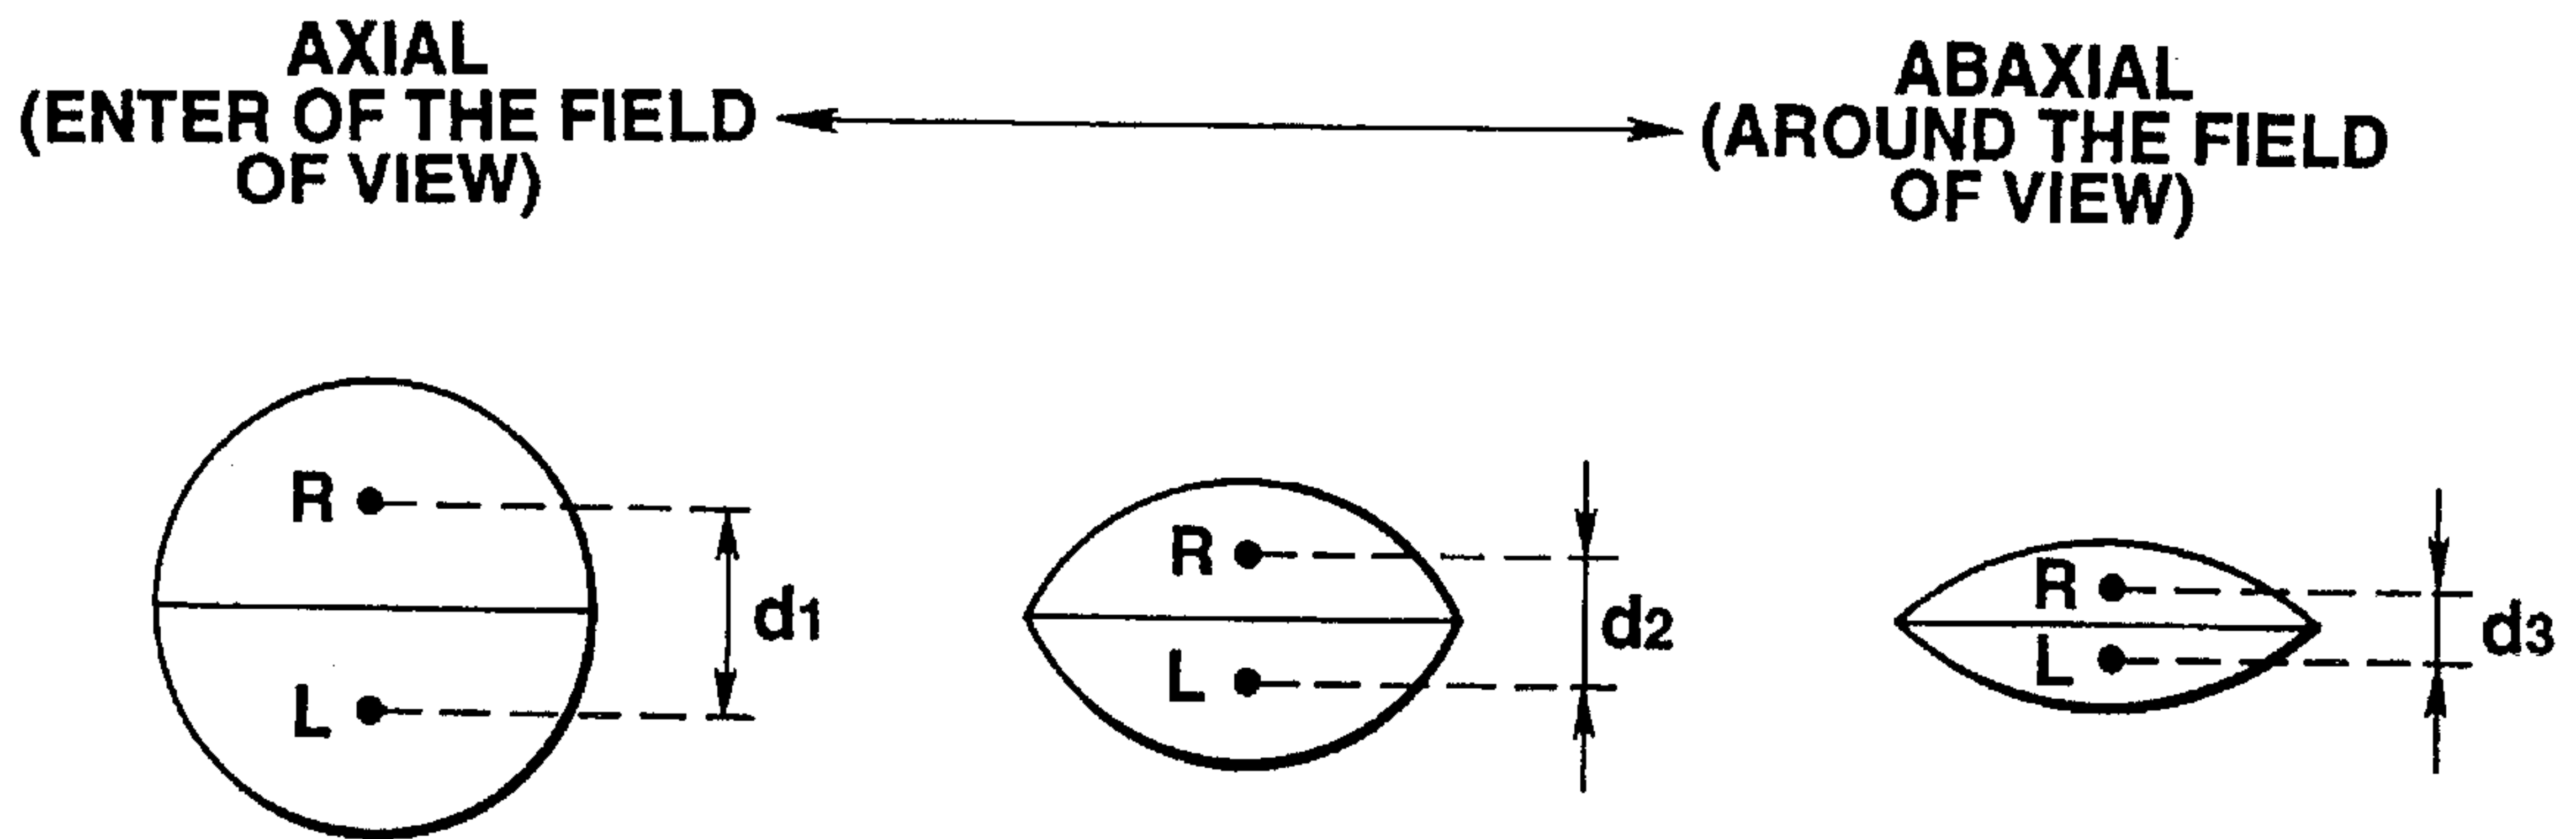 AXIAL
(ENTER OF THE FIELD
OF VIEW)
ABAXIAL
(AROUND THE FIELD
OF VIEW)
R
L
d1
R
L
d2
R
L
d3